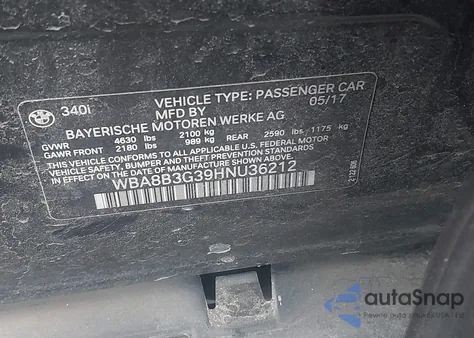 340i
VEHICLE TYPE: PASSENGER CAR
MFD BY 05/17
BAYERISCHE MOTOREN WERKE AG
GVWR 4630 lbs 2100 kg
GAWR FRONT 2180 lbs 989 kg REAR 2590 lbs 1175 kg
THIS VEHICLE CONFORMS TO ALL APPLICABLE U.S. FEDERAL MOTOR
VEHICLE SAFETY, BUMPER, AND THEFT PREVENTION STANDARDS IN
EFFECT ON THE DATE OF MANUFACTURE SHOWN ABOVE.
WBA8B3G39HNU36212
autoSnap